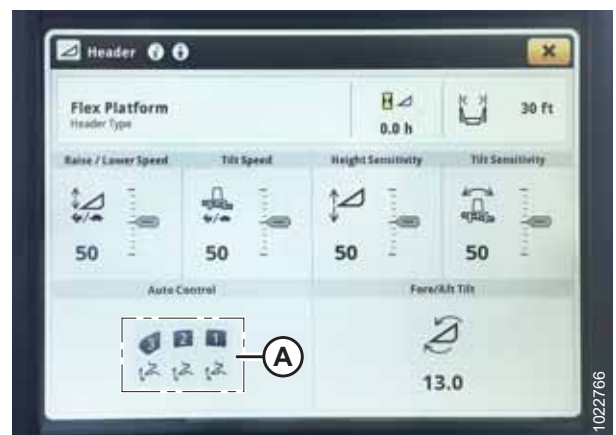 Header
Flex Platform
Header Type
0.0 h
30 ft
Raise / Lower Speed
Tilt Speed
Height Sensitivity
Tilt Sensitivity
50
50
50
50
Auto Control
Fore/Aft Tilt
3 2 1
A
13.0
1022766